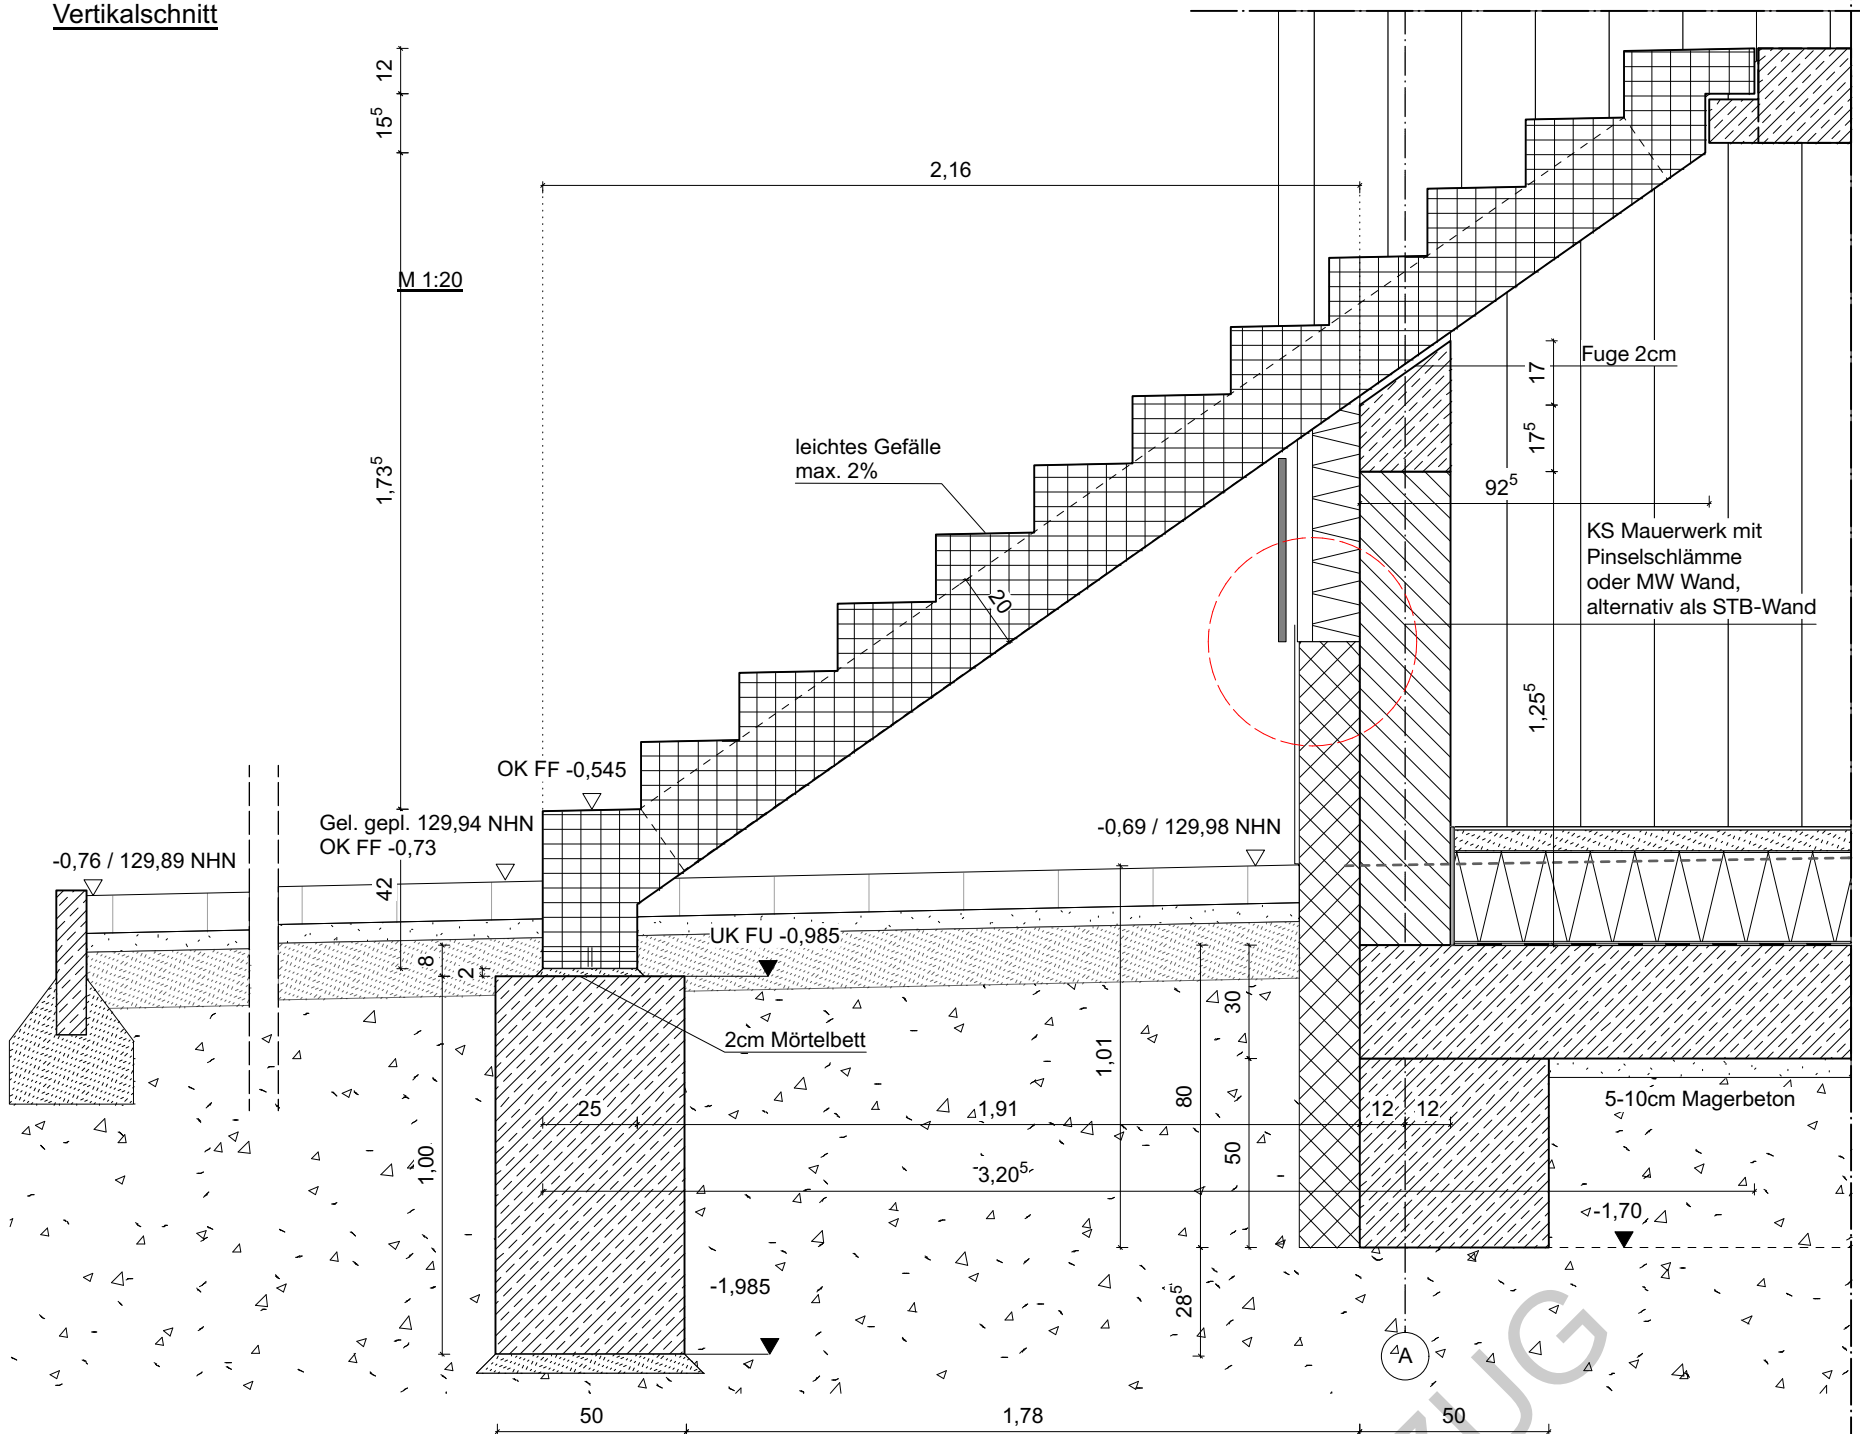 Vertikalschnitt
12
15⁵
2,16
M 1:20
Fuge 2cm
17
17⁵
leichtes Gefälle
max. 2%
1,73⁵
92⁵
KS Mauerwerk mit
Pinselschlämme
oder MW Wand,
alternativ als STB-Wand
20
1,25⁵
OK FF -0,545
Gel. gepl. 129,94 NHN
OK FF -0,73
-0,69 / 129,98 NHN
-0,76 / 129,89 NHN
42
UK FU -0,985
8
2
30
2cm Mörtelbett
1,01
80
5-10cm Magerbeton
25
1,91
12
12
1,00
50
3,20⁵
-1,70
-1,985
28⁵
A
50
1,78
50